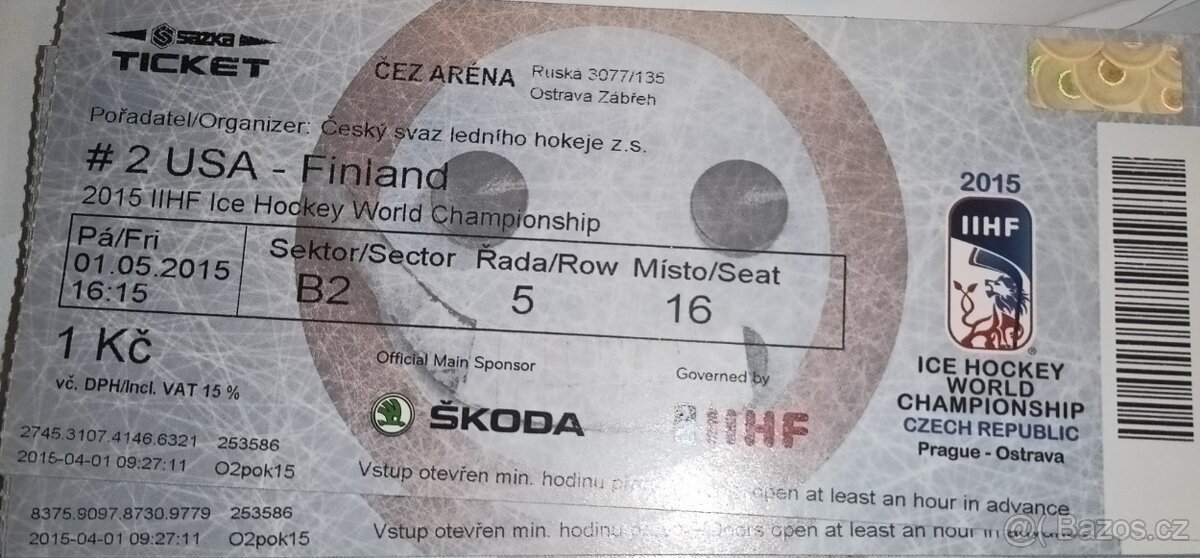 sazka
TICKET
ČEZ ARÉNA Ruská 3077/135
Ostrava Zábřeh
Pořadatel/Organizer: Český svaz ledního hokeje z.s.
# 2 USA - Finland
2015 IIHF Ice Hockey World Championship
Pá/Fri
01.05.2015
16:15
Sektor/Sector Řada/Row Místo/Seat
B2 5 16
1 Kč
vč. DPH/Incl. VAT 15 %
Official Main Sponsor
ŠKODA
Governed by
IIHF
2015
IIHF
®
ICE HOCKEY
WORLD
CHAMPIONSHIP
CZECH REPUBLIC
Prague - Ostrava
2745.3107.4146.6321 253586
2015-04-01 09:27:11 O2pok15
Vstup otevřen min. hodinu open at least an hour in advance
8375.9097.8730.9779 253586
2015-04-01 09:27:11 O2pok15
Vstup otevřen min. hodinu open at least an hour in
Bazos.cz